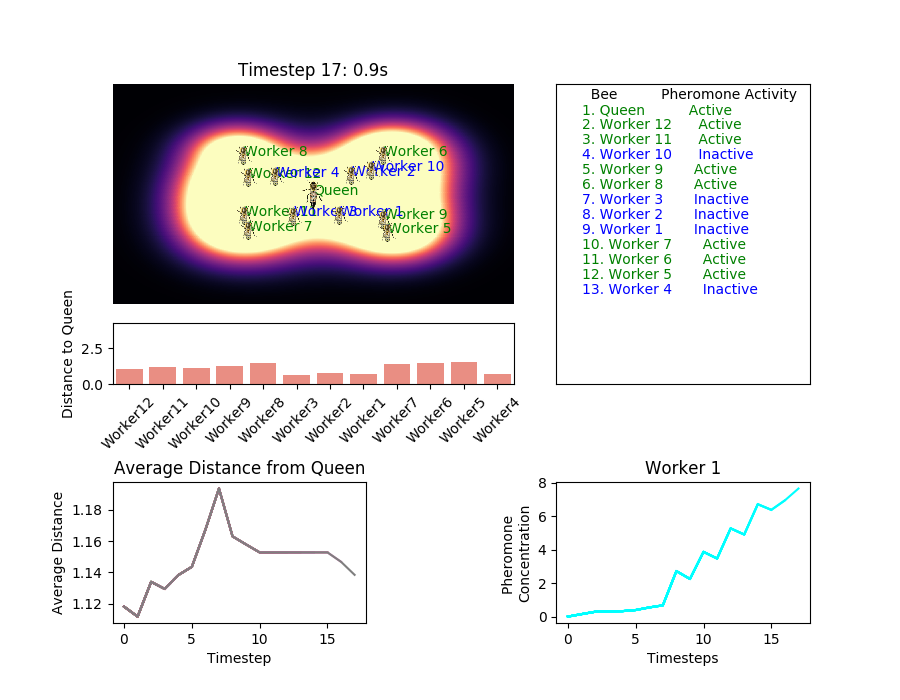 Timestep 17: 0.9s
Worker 8
Worker 6
Worker 10
Worker 12
Worker 4
Worker 2
Queen
Worker 11
Worker 3
Worker 1
Worker 9
Worker 7
Worker 5
Bee Pheromone Activity
1. Queen Active
2. Worker 12 Active
3. Worker 11 Active
4. Worker 10 Inactive
5. Worker 9 Active
6. Worker 8 Active
7. Worker 3 Inactive
8. Worker 2 Inactive
9. Worker 1 Inactive
10. Worker 7 Active
11. Worker 6 Active
12. Worker 5 Active
13. Worker 4 Inactive
Distance to Queen
2.5
0.0
Worker12
Worker11
Worker10
Worker9
Worker8
Worker3
Worker2
Worker1
Worker7
Worker6
Worker5
Worker4
Average Distance from Queen
Average Distance
1.18
1.16
1.14
1.12
0 5 10 15
Timestep
Worker 1
Pheromone
Concentration
8
6
4
2
0
0 5 10 15
Timesteps